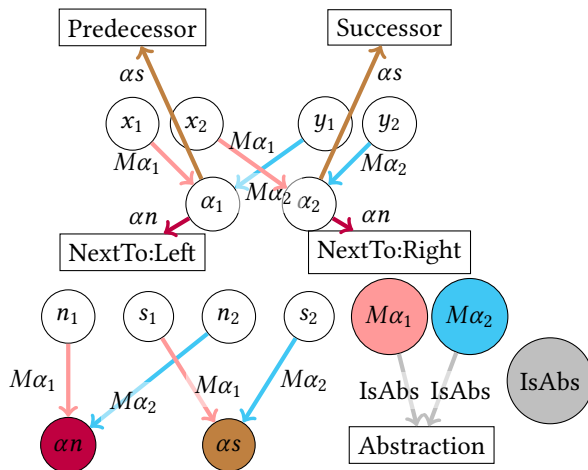 Predecessor Successor
αs αs
x₁ x₂ y₁ y₂
Mα₁ Mα₁ Mα₂ Mα₂
α₁ α₂
αn αn
NextTo:Left NextTo:Right
n₁ s₁ n₂ s₂ Mα₁ Mα₂
Mα₁ Mα₂ Mα₁ Mα₂ IsAbs IsAbs IsAbs
αn αs Abstraction